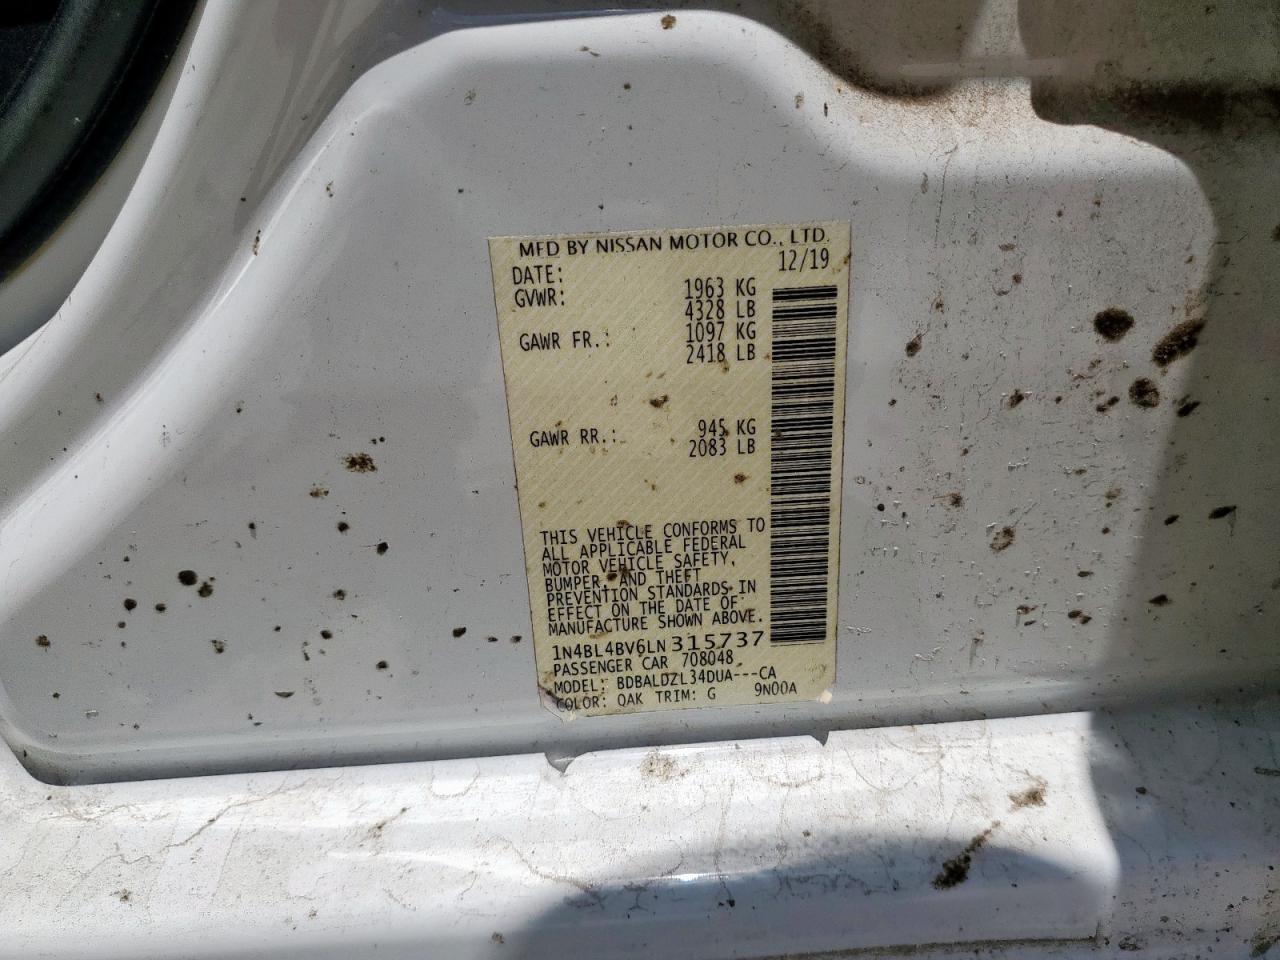 MFD BY NISSAN MOTOR CO., LTD.
DATE: 12/19
GVWR: 1963 KG
4328 LB
GAWR FR.: 1097 KG
2418 LB
GAWR RR.: 945 KG
2083 LB
THIS VEHICLE CONFORMS TO
ALL APPLICABLE FEDERAL
MOTOR VEHICLE SAFETY,
BUMPER, AND THEFT
PREVENTION STANDARDS IN
EFFECT ON THE DATE OF
MANUFACTURE SHOWN ABOVE.
1N4BL4BV6LN315737
PASSENGER CAR 708048
MODEL: BDBALDZL34DUA---CA
COLOR: QAK TRIM: G 9N00A